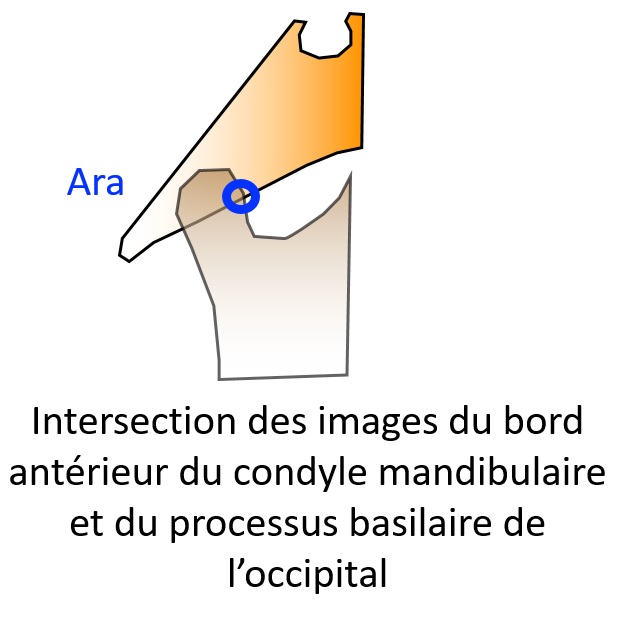 Ara
Intersection des images du bord
antérieur du condyle mandibulaire
et du processus basilaire de
l’occipital